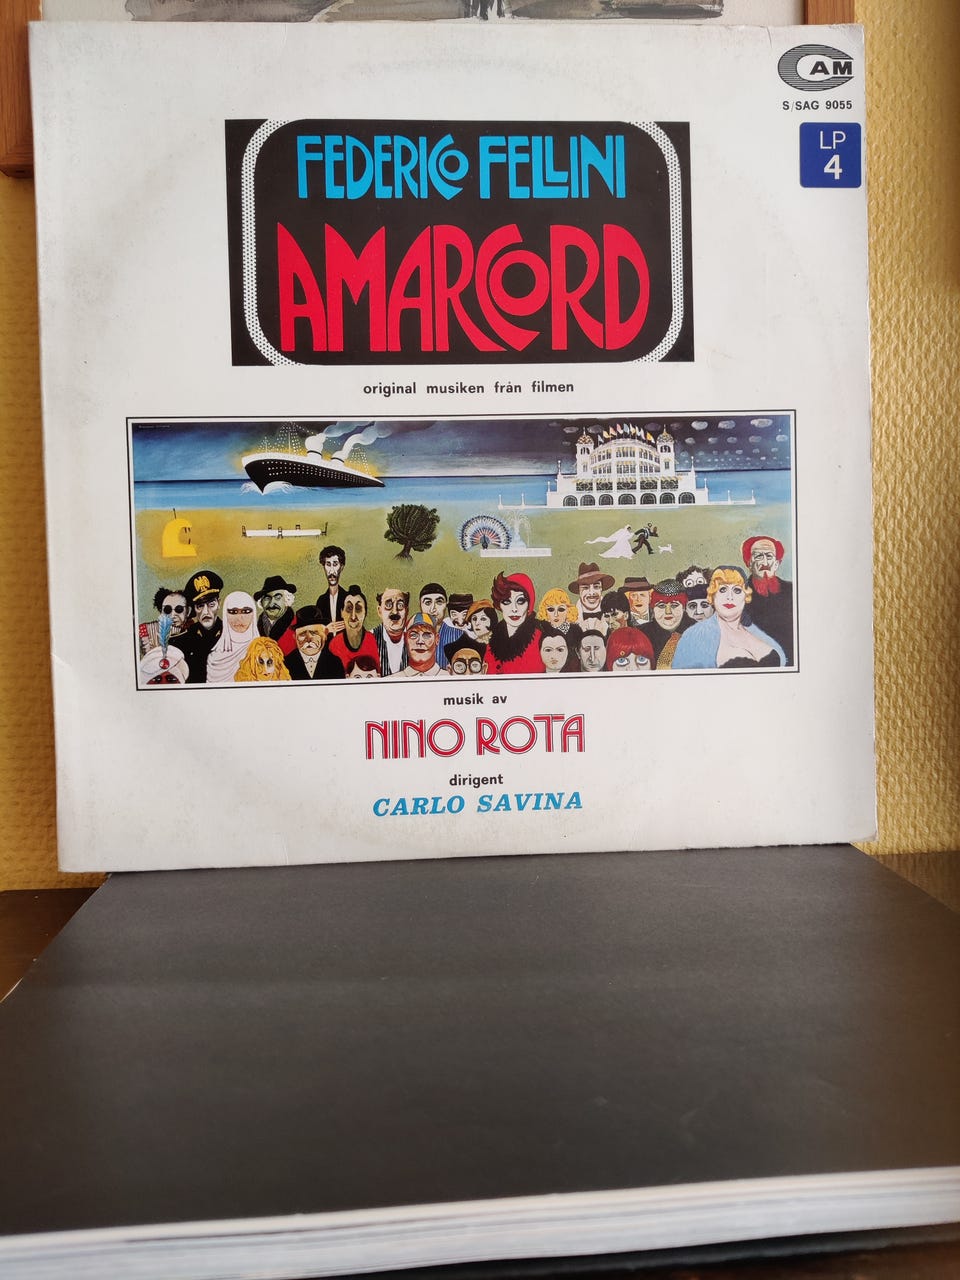 CAM
S/SAG 9055
LP
4
FEDERICO FELLINI
AMARCORD
original musiken från filmen
musik av
NINO ROTA
dirigent
CARLO SAVINA